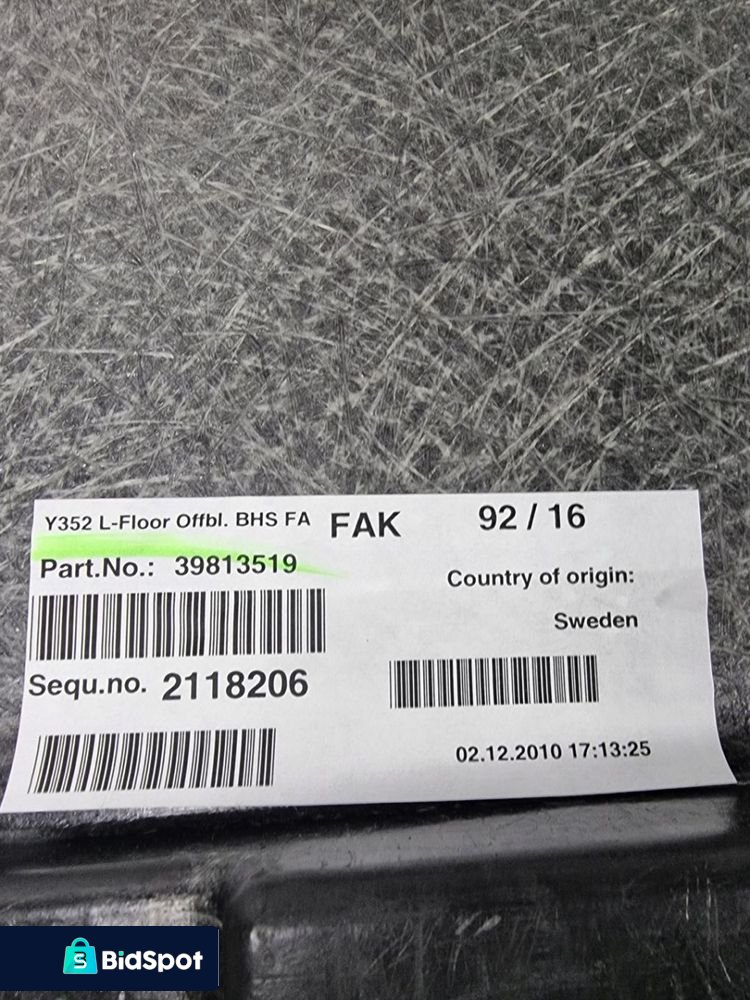 Y352 L-Floor Offbl. BHS FA FAK 92 / 16
Part.No.: 39813519
Country of origin:
Sweden
Sequ.no. 2118206
02.12.2010 17:13:25
BidSpot